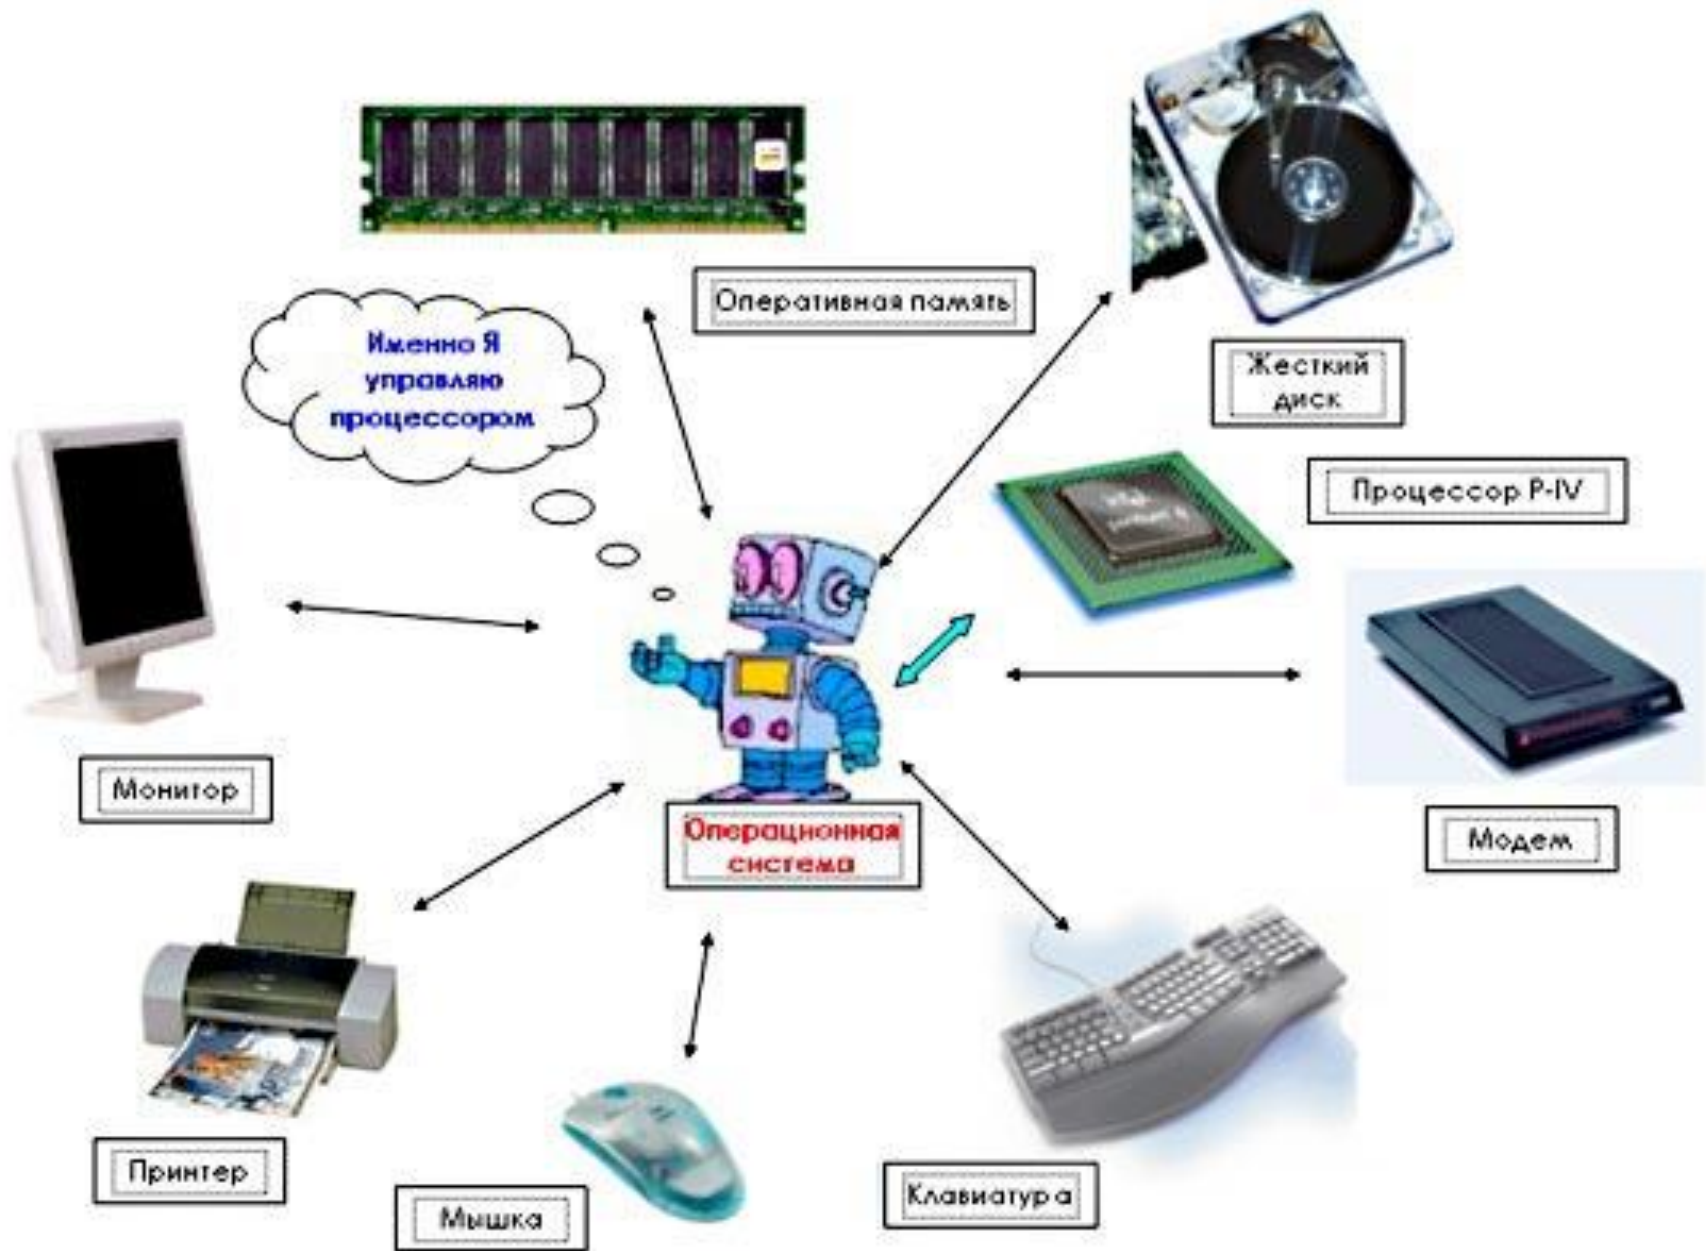 Оперативная память
Жесткий
диск
Именно Я
управляю
процессором
Процессор P-IV
Монитор
Модем
Операционная
система
Принтер
Клавиатура
Мышка